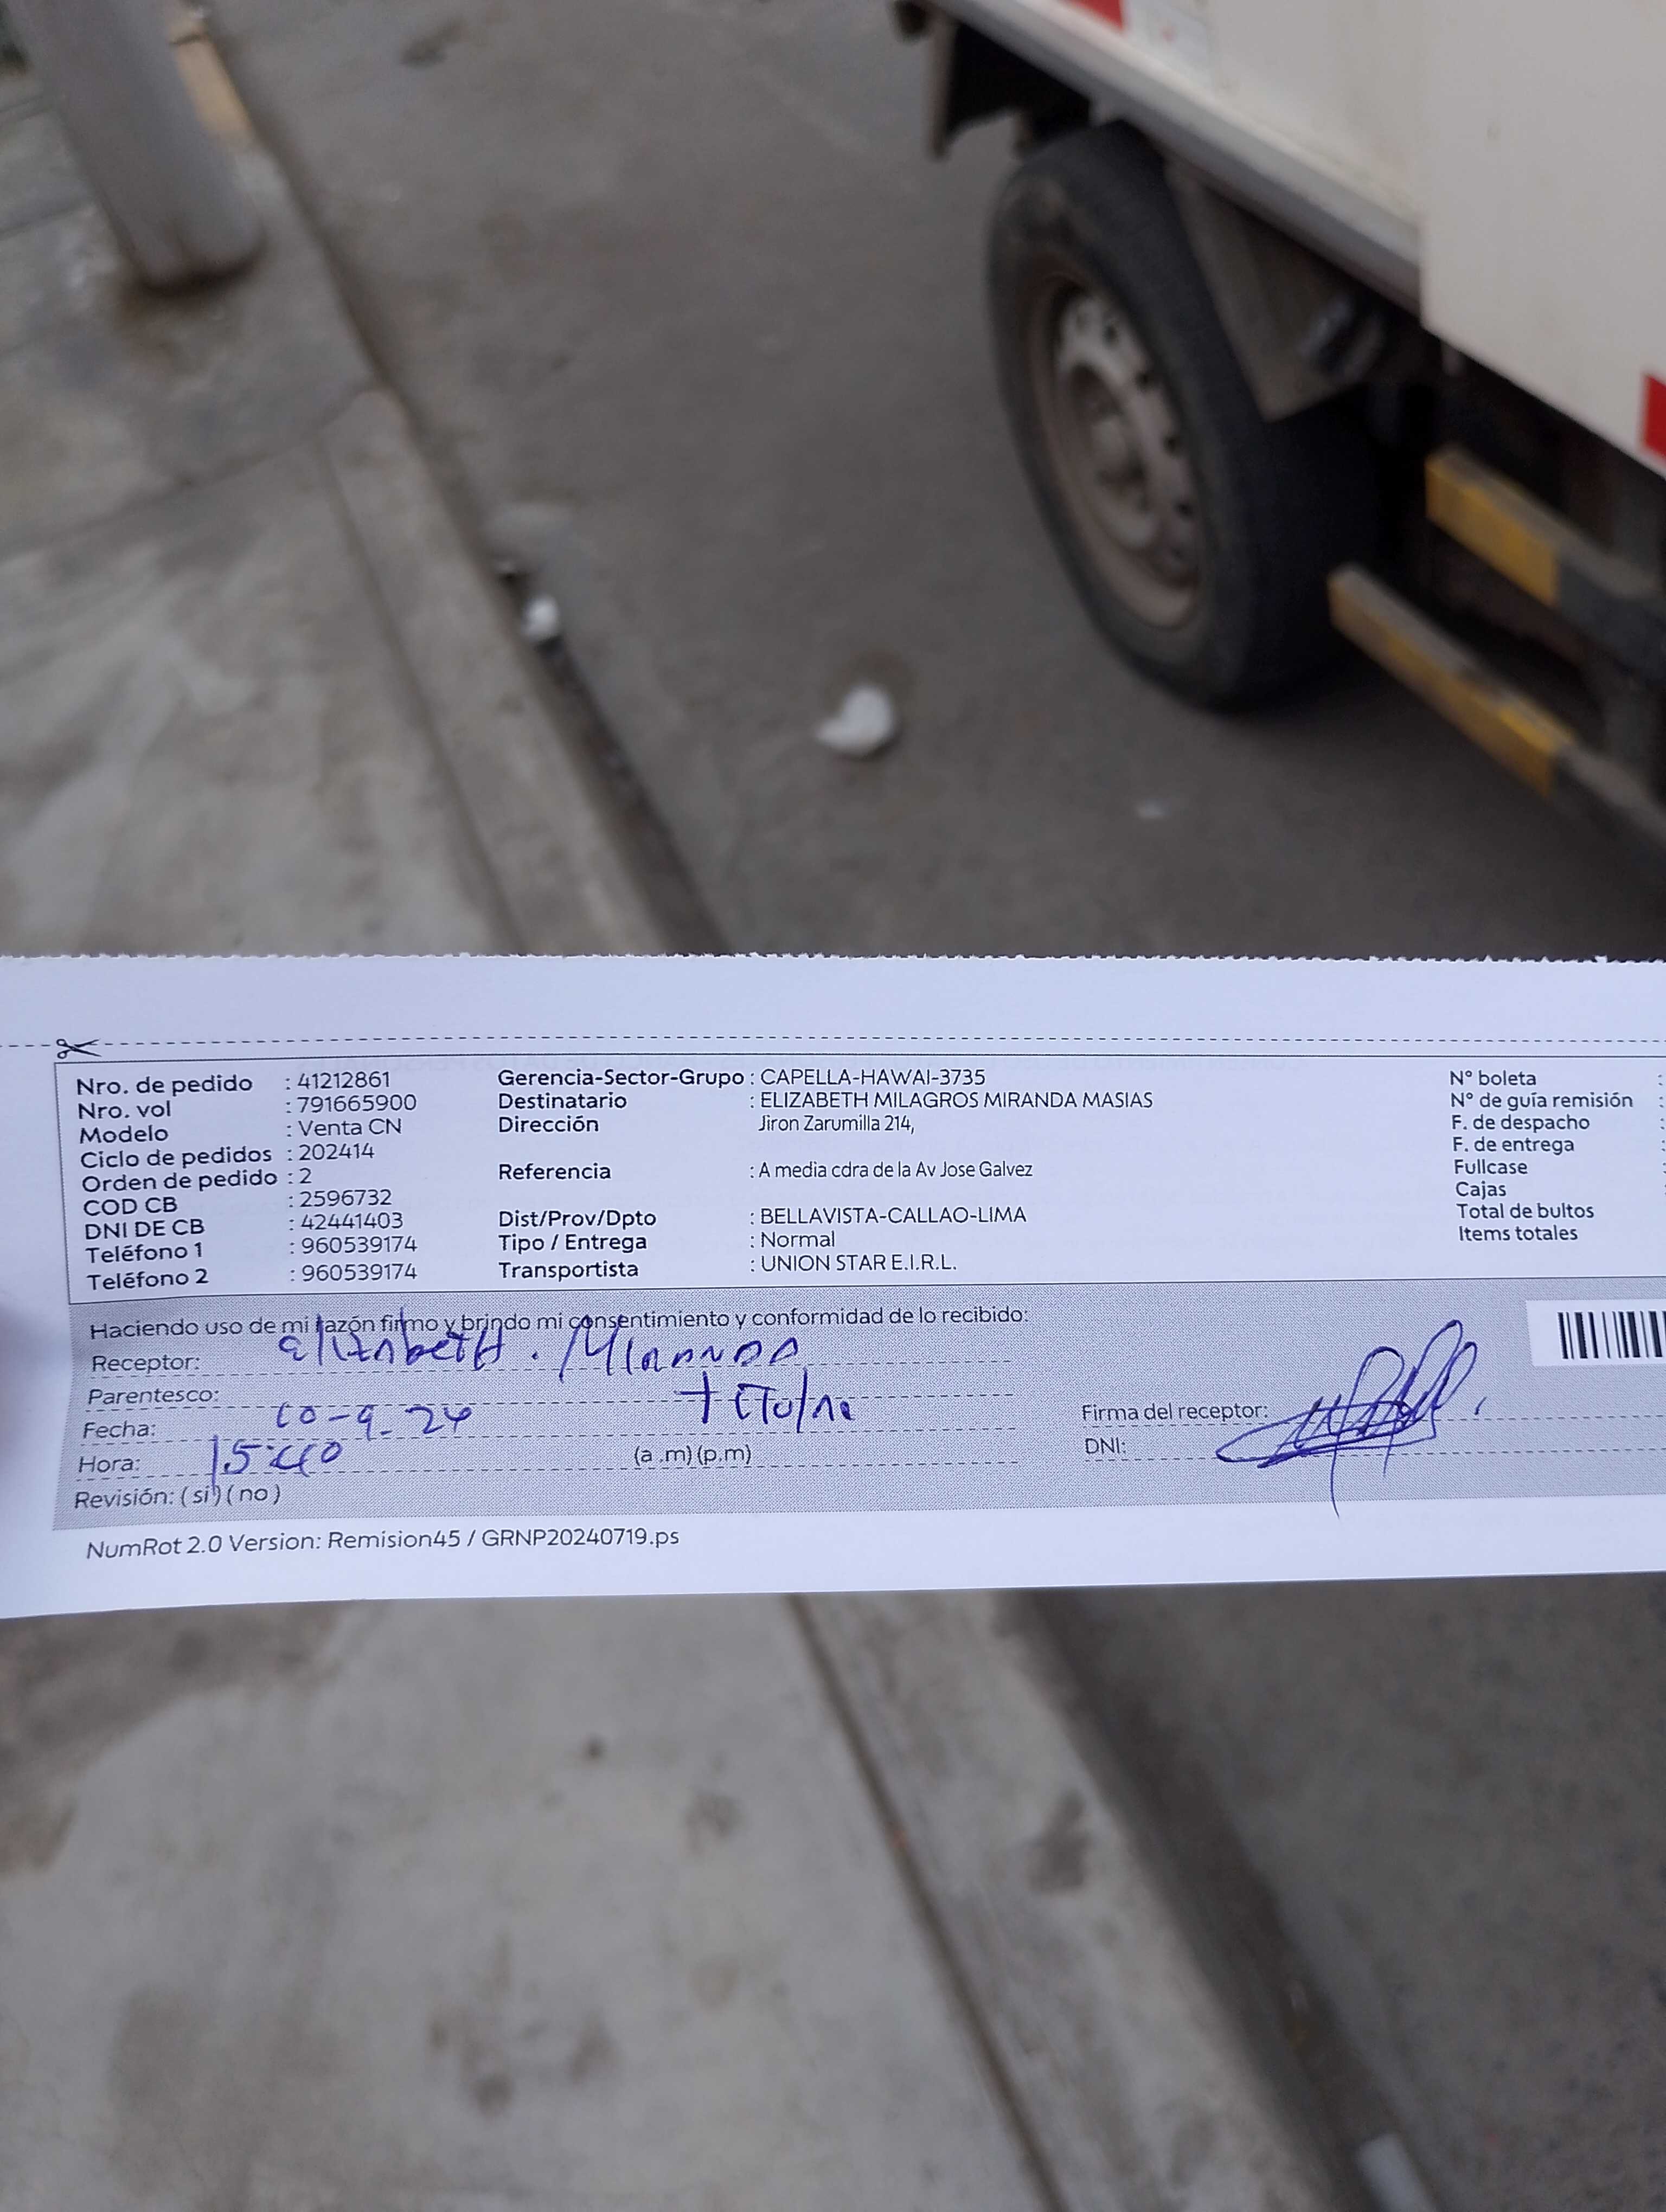 Nro. de pedido : 41212861
Nro. vol : 791665900
Modelo : Venta CN
Ciclo de pedidos : 202414
Orden de pedido : 2
COD CB : 2596732
DNI DE CB : 42441403
Teléfono 1 : 960539174
Teléfono 2 : 960539174
Gerencia-Sector-Grupo : CAPELLA-HAWAI-3735
Destinatario : ELIZABETH MILAGROS MIRANDA MASIAS
Dirección Jiron Zarumilla 214,
Referencia : A media cdra de la Av Jose Galvez
Dist/Prov/Dpto : BELLAVISTA-CALLAO-LIMA
Tipo / Entrega : Normal
Transportista : UNION STAR E.I.R.L.
N° boleta :
N° de guía remisión :
F. de despacho :
F. de entrega :
Fullcase :
Cajas :
Total de bultos
Items totales
Haciendo uso de mi razón firmo y brindo mi consentimiento y conformidad de lo recibido:
Receptor: Elizabeth. Miranda
Parentesco: titular
Fecha: 10-9-24
Hora: 15:40 (a .m) (p.m)
Revisión: ( si ) ( no )
Firma del receptor:
DNI:
NumRot 2.0 Version: Remision45 / GRNP20240719.ps